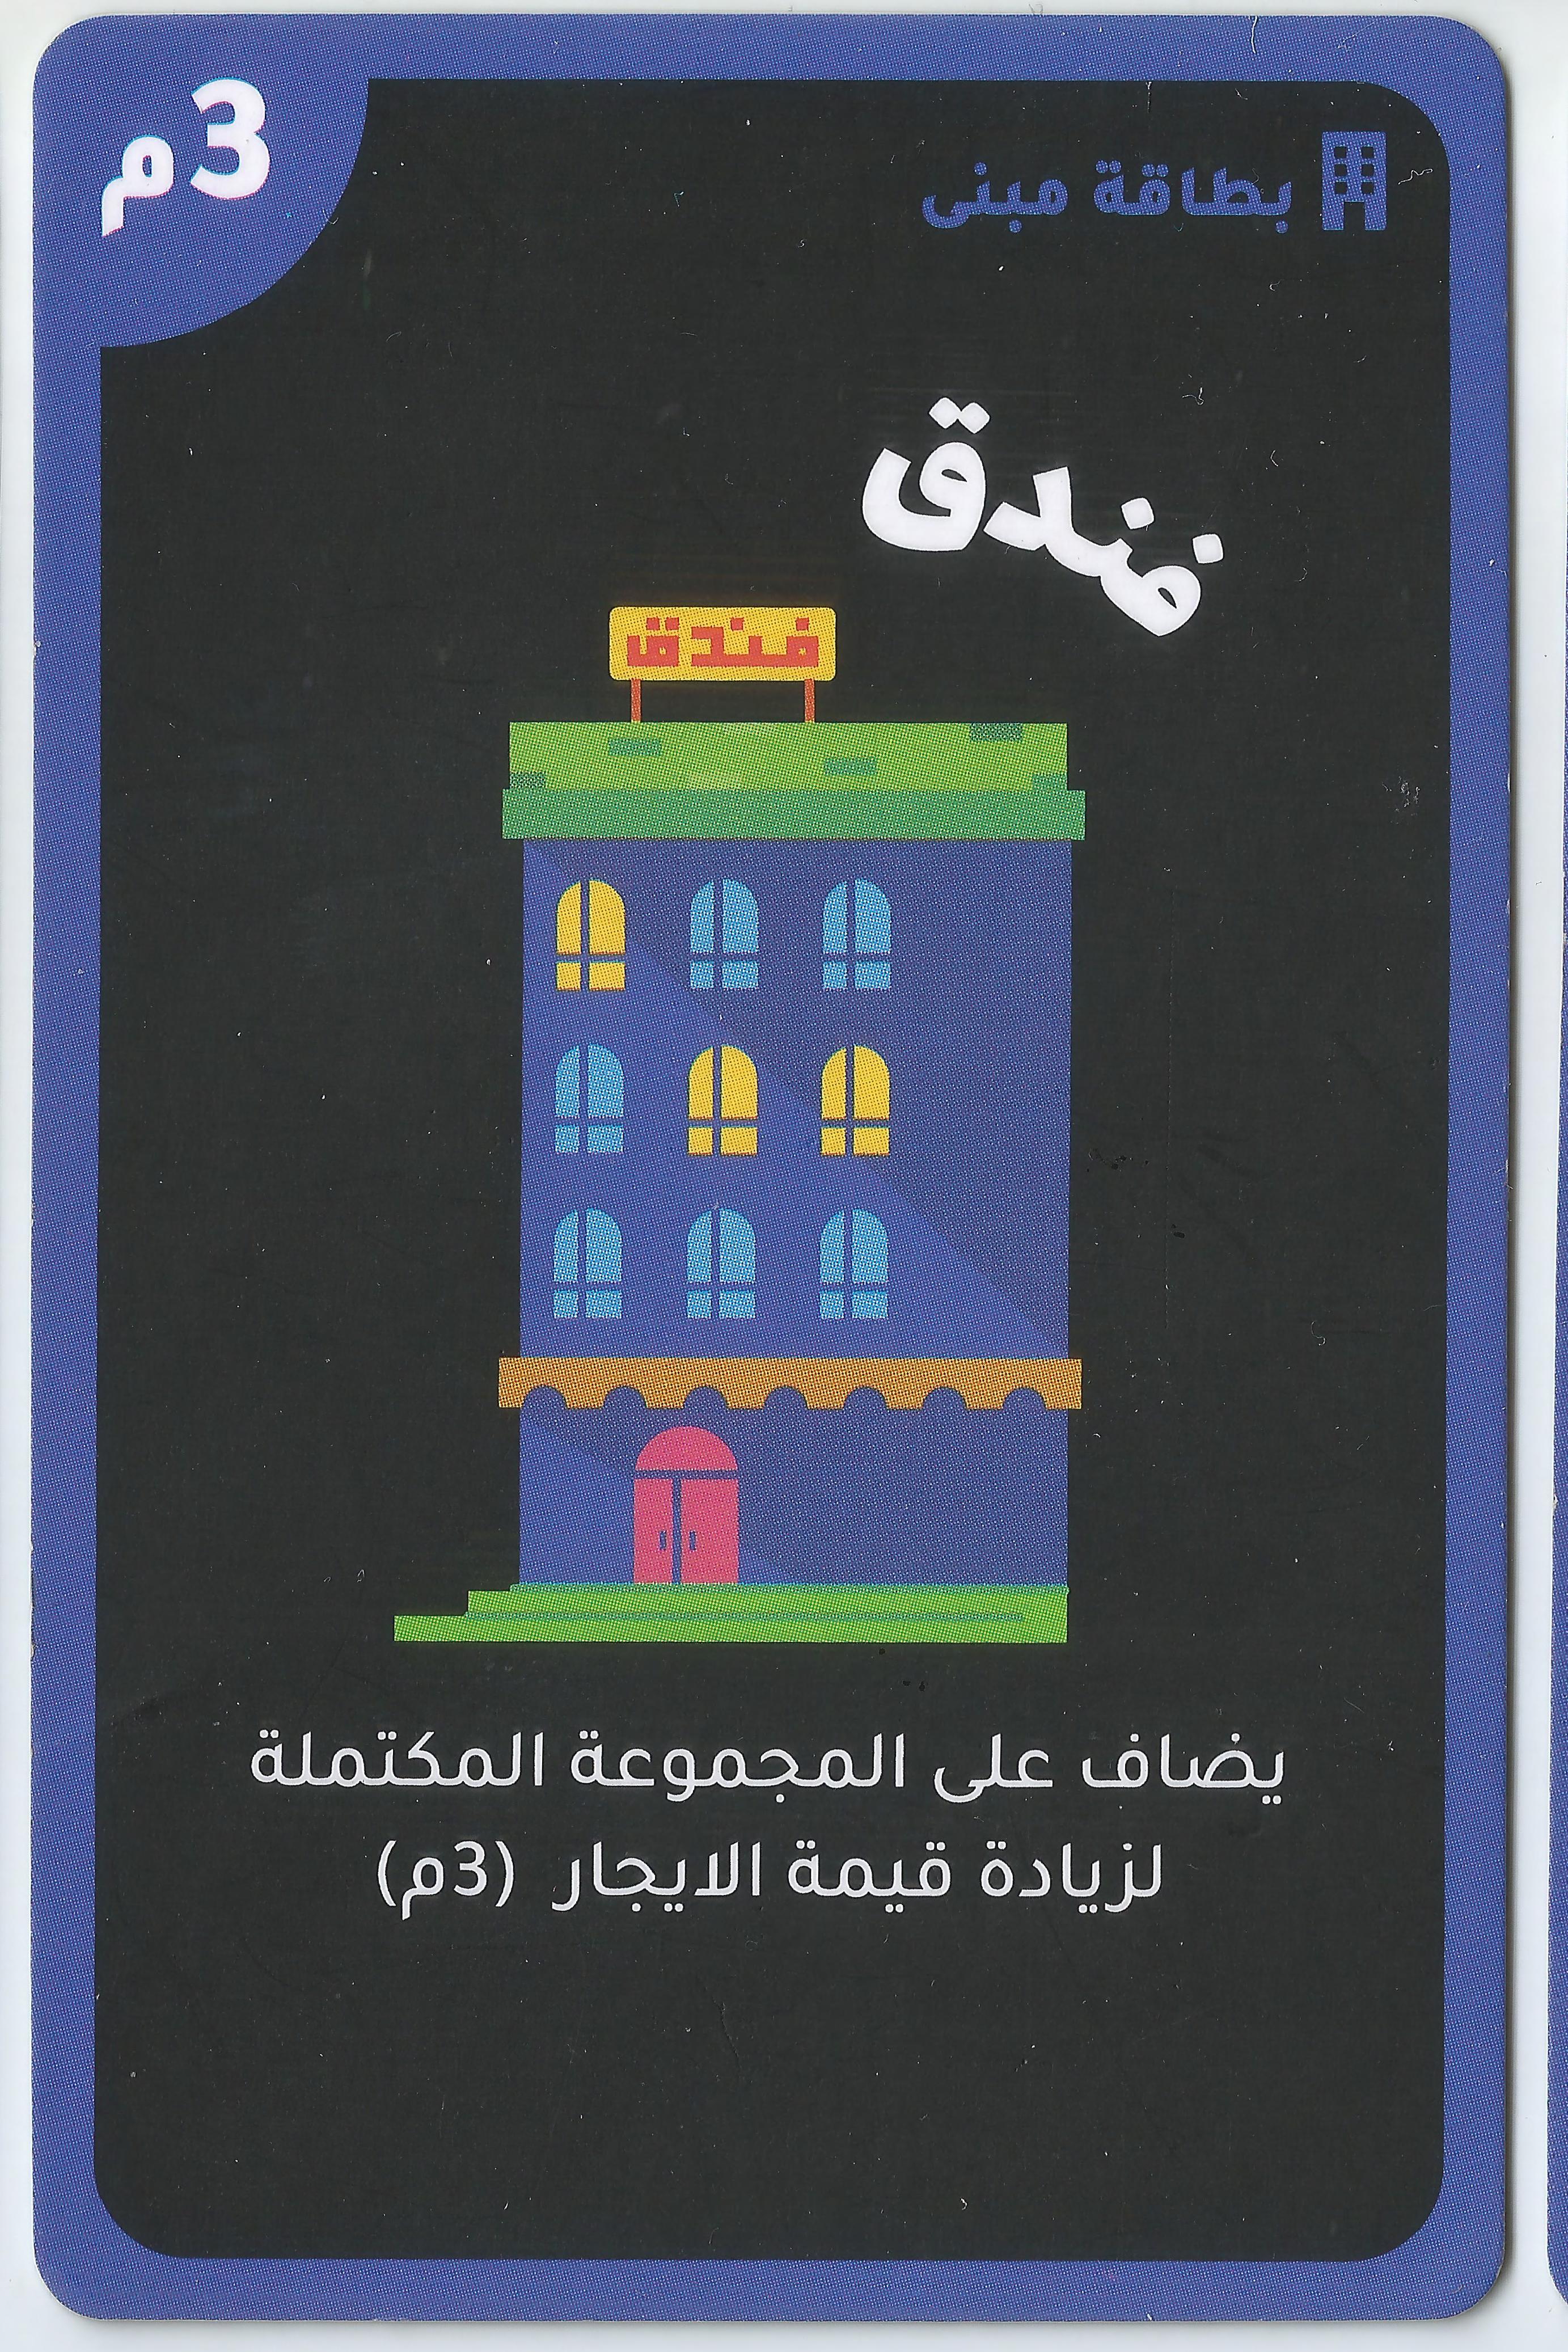 بطاقة مبنى
3م
فندق
فندق
يضاف على المجموعة المكتملة
لزيادة قيمة الايجار (3م)